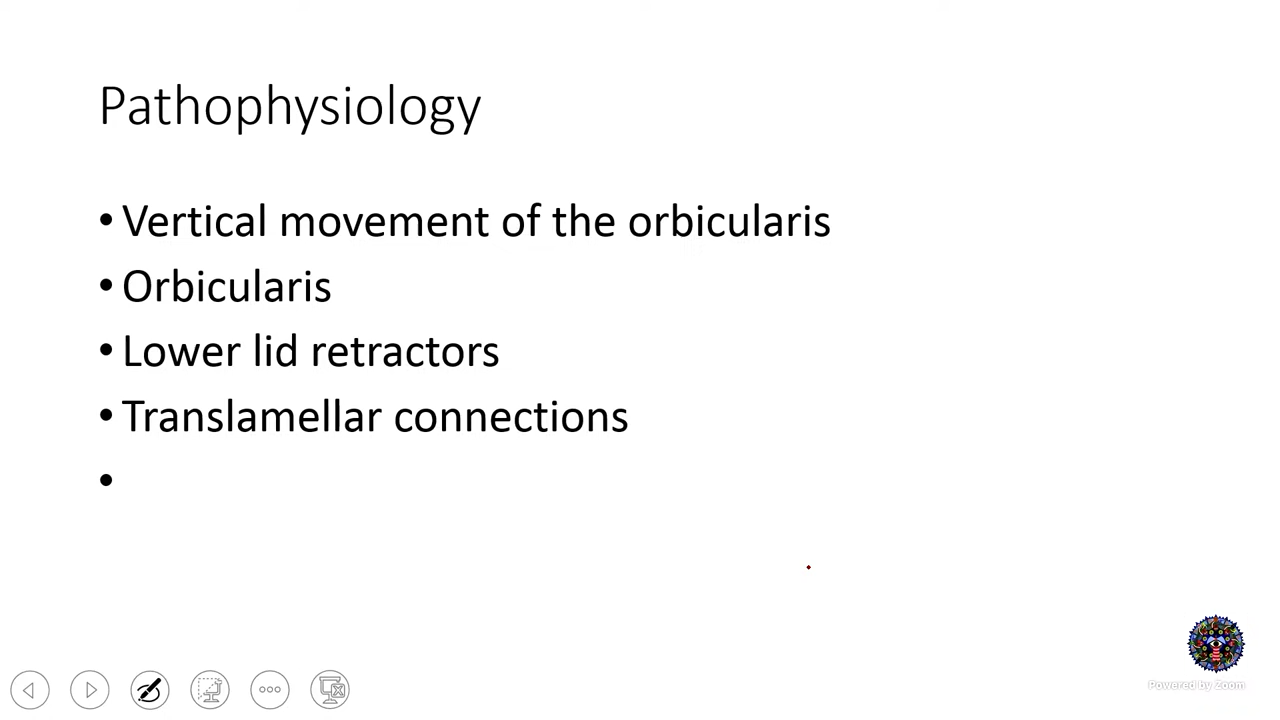 Pathophysiology
• Vertical movement of the orbicularis
• Orbicularis
• Lower lid retractors
• Translamellar connections
•
Powered by Zoom